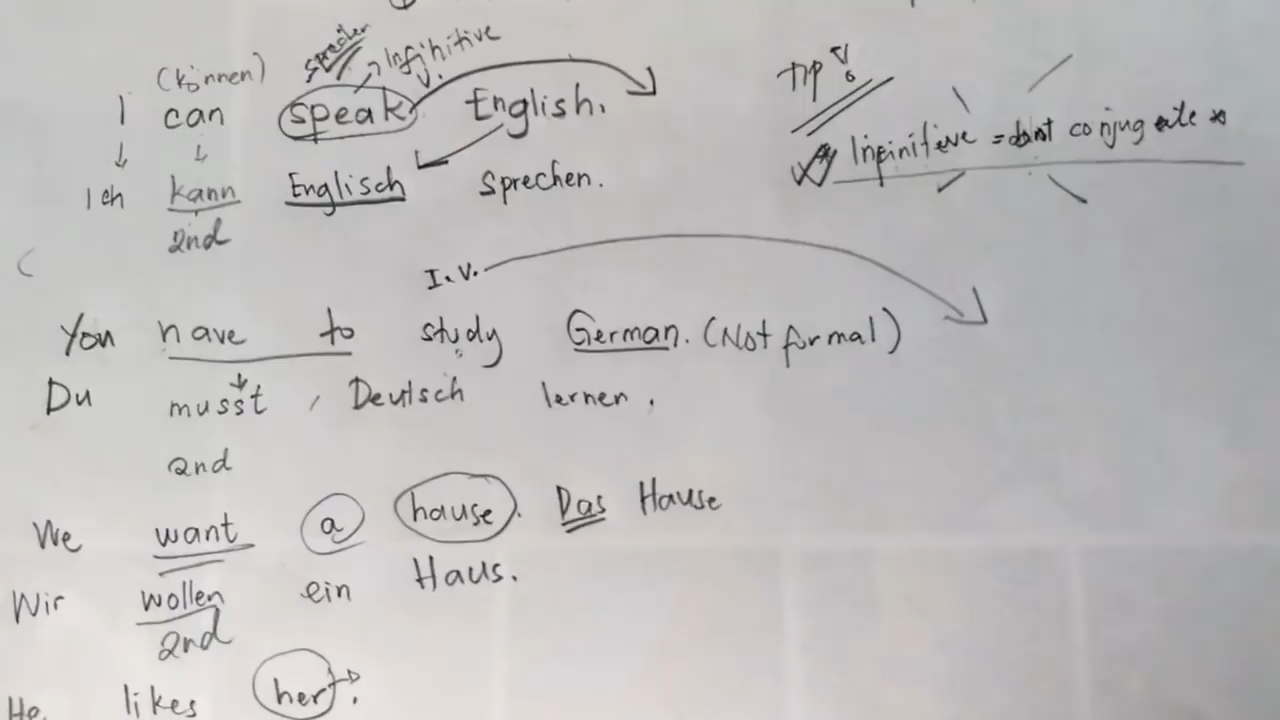 sprechen
Infinitive
(können)
I can speak English.
Ich kann Englisch sprechen.
2nd
Tip
Infinitive = dont conjugate
I.V.
You have to study German. (Not formal)
Du musst, Deutsch lernen.
2nd
We want a hause. Das Hause
Wir wollen ein Haus.
2nd
He likes her.